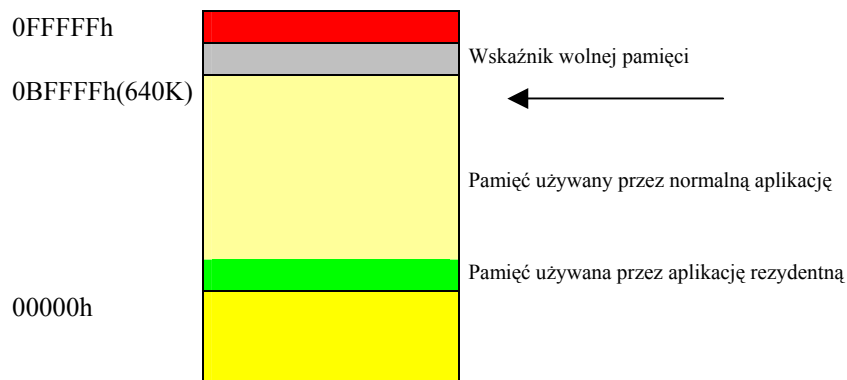 0FFFFFh
Wskaźnik wolnej pamięci
0BFFFFh(640K)
Pamięć używany przez normalną aplikację
Pamięć używana przez aplikację rezydentną
00000h